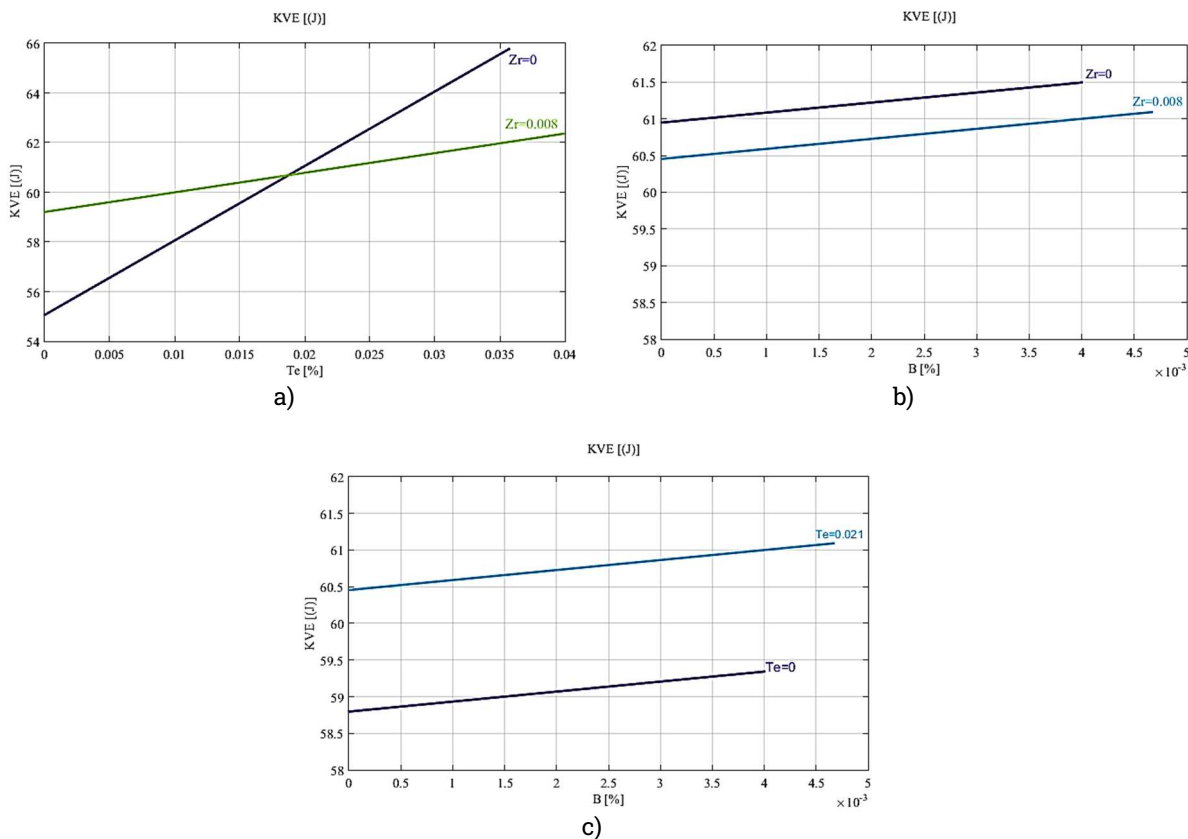 KVE [(J)]
66
64
62
60
58
56
54
KVE [(J)]
Zr=0
Zr=0.008
0 0.005 0.01 0.015 0.02 0.025 0.03 0.035 0.04
Te [%]
a)
KVE [(J)]
62
61.5
61
60.5
60
59.5
59
58.5
58
KVE [(J)]
Zr=0
Zr=0.008
0 0.5 1 1.5 2 2.5 3 3.5 4 4.5 5
B [%]
×10⁻³
b)
KVE [(J)]
62
61.5
61
60.5
60
59.5
59
58.5
58
KVE [(J)]
Te=0.021
Te=0
0 0.5 1 1.5 2 2.5 3 3.5 4 4.5 5
B [%]
×10⁻³
c)